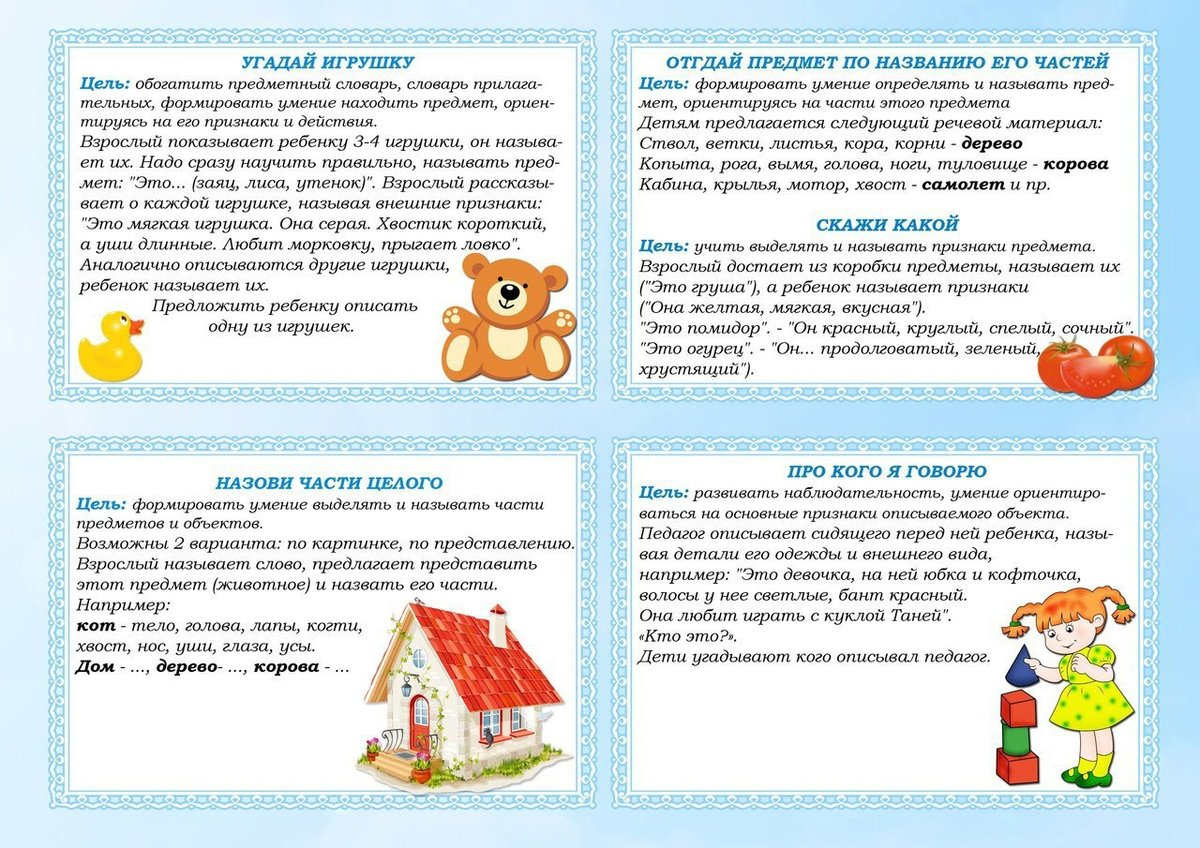 УГАДАЙ ИГРУШКУ
Цель: обогатить предметный словарь, словарь прилага-
тельных, формировать умение находить предмет, ориен-
тируясь на его признаки и действия.
Взрослый показывает ребенку 3-4 игрушки, он называ-
ет их. Надо сразу научить правильно, называть пред-
мет: "Это... (заяц, лиса, утенок)". Взрослый рассказы-
вает о каждой игрушке, называя внешние признаки:
"Это мягкая игрушка. Она серая. Хвостик короткий,
а уши длинные. Любит морковку, прыгает ловко".
Аналогично описываются другие игрушки,
ребенок называет их.
Предложить ребенку описать
одну из игрушек.
ОТГДАЙ ПРЕДМЕТ ПО НАЗВАНИЮ ЕГО ЧАСТЕЙ
Цель: формировать умение определять и называть пред-
мет, ориентируясь на части этого предмета
Детям предлагается следующий речевой материал:
Ствол, ветки, листья, кора, корни - дерево
Копыта, рога, вымя, голова, ноги, туловище - корова
Кабина, крылья, мотор, хвост - самолет и пр.
СКАЖИ КАКОЙ
Цель: учить выделять и называть признаки предмета.
Взрослый достает из коробки предметы, называет их
("Это груша"), а ребенок называет признаки
("Она желтая, мягкая, вкусная").
"Это помидор". - "Он красный, круглый, спелый, сочный".
"Это огурец". - "Он... продолговатый, зеленый,
хрустящий").
НАЗОВИ ЧАСТИ ЦЕЛОГО
Цель: формировать умение выделять и называть части
предметов и объектов.
Возможны 2 варианта: по картинке, по представлению.
Взрослый называет слово, предлагает представить
этот предмет (животное) и назвать его части.
Например:
кот - тело, голова, лапы, когти,
хвост, нос, уши, глаза, усы.
Дом - ..., дерево- ..., корова - ...
ПРО КОГО Я ГОВОРЮ
Цель: развивать наблюдательность, умение ориентиро-
ваться на основные признаки описываемого объекта.
Педагог описывает сидящего перед ней ребенка, назы-
вая детали его одежды и внешнего вида,
например: "Это девочка, на ней юбка и кофточка,
волосы у нее светлые, бант красный.
Она любит играть с куклой Таней".
«Кто это?».
Дети угадывают кого описывал педагог.